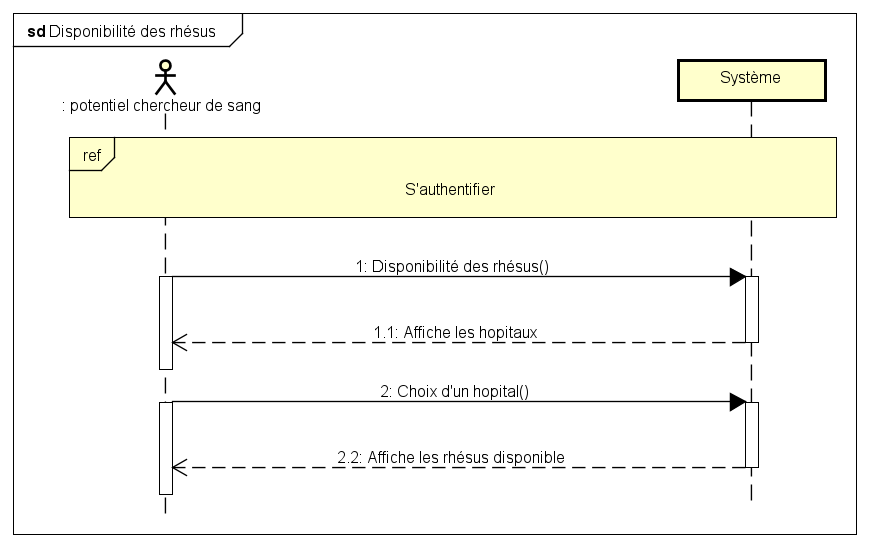 sd Disponibilité des rhésus
: potentiel chercheur de sang
Système
ref
S'authentifier
1: Disponibilité des rhésus()
1.1: Affiche les hopitaux
2: Choix d'un hopital()
2.2: Affiche les rhésus disponible